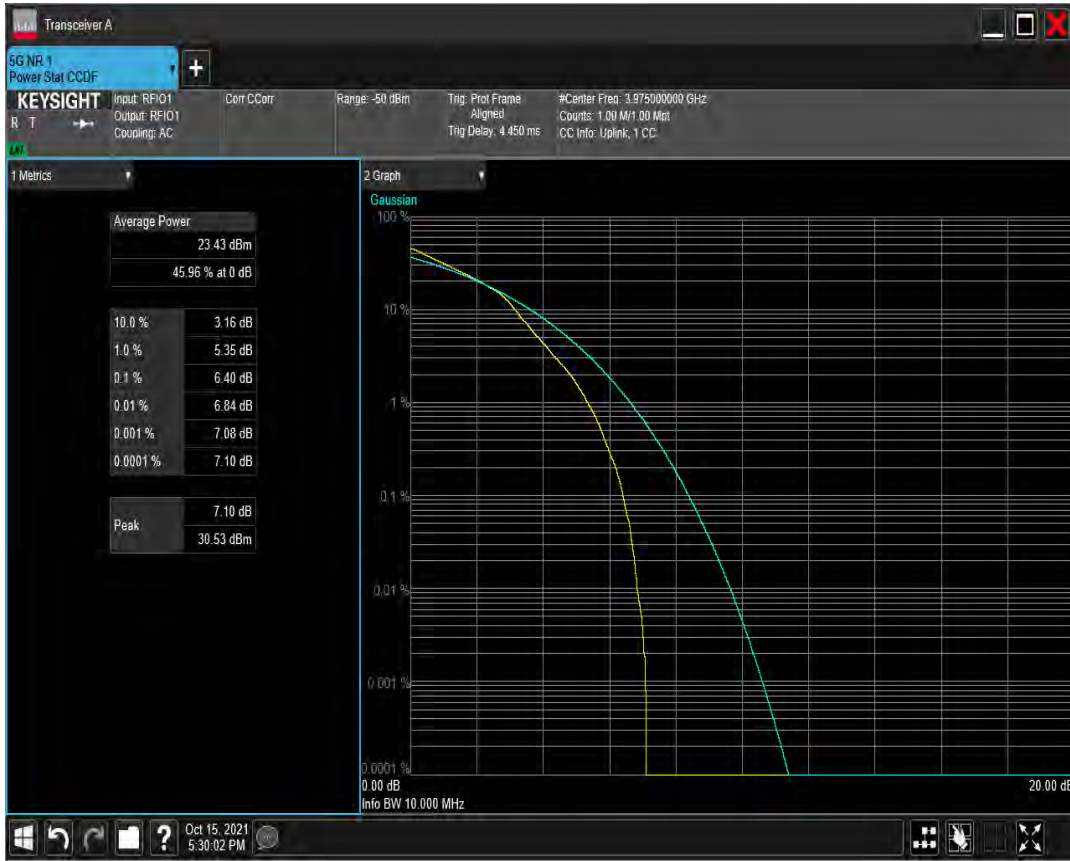 Transceiver A
5G NR 1
Power Stat CCDF
+
KEYSIGHT
R T
Input: RFIO1
Output: RFIO1
Coupling: AC
Corr CCorr
Range: -50 dBm
Trig: Prot Frame
Aligned
Trig Delay: 4.450 ms
#Center Freq: 3.975000000 GHz
Counts: 1.00 M/1.00 Mpt
CC Info: Uplink, 1 CC
1 Metrics
Average Power
23.43 dBm
45.96 % at 0 dB
10.0 % 3.16 dB
1.0 % 5.35 dB
0.1 % 6.40 dB
0.01 % 6.84 dB
0.001 % 7.08 dB
0.0001 % 7.10 dB
Peak
7.10 dB
30.53 dBm
2 Graph
Gaussian
100 %
10 %
1 %
0.1 %
0.01 %
0.001 %
0.0001 %
0.00 dB
20.00 dB
Info BW 10.000 MHz
?
Oct 15, 2021
5:30:02 PM